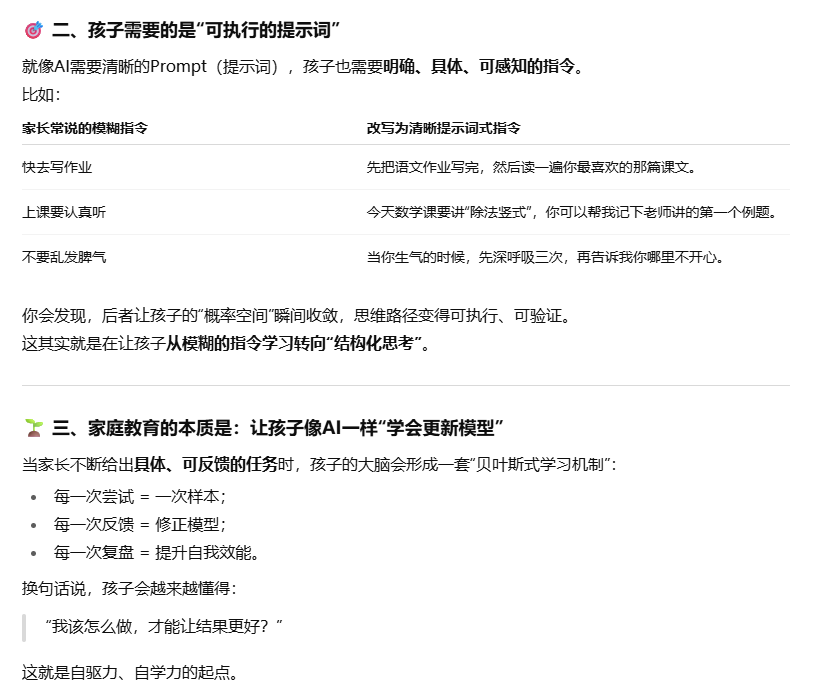 🎯 二、孩子需要的是“可执行的提示词”
就像AI需要清晰的Prompt（提示词），孩子也需要明确、具体、可感知的指令。
比如：
家长常说的模糊指令 改写为清晰提示词式指令
快去写作业 先把语文作业写完，然后读一遍你最喜欢的那篇课文。
上课要认真听 今天数学课要讲“除法竖式”，你可以帮我记下老师讲的第一个例题。
不要乱发脾气 当你生气的时候，先深呼吸三次，再告诉我你哪里不开心。
你会发现，后者让孩子的“概率空间”瞬间收敛，思维路径变得可执行、可验证。
这其实就是在让孩子从模糊的指令学习转向“结构化思考”。
🌱 三、家庭教育的本质是：让孩子像AI一样“学会更新模型”
当家长不断给出具体、可反馈的任务时，孩子的大脑会形成一套“贝叶斯式学习机制”：
• 每一次尝试 = 一次样本；
• 每一次反馈 = 修正模型；
• 每一次复盘 = 提升自我效能。
换句话说，孩子会越来越懂得：
“我该怎么做，才能让结果更好？”
这就是自驱力、自学力的起点。